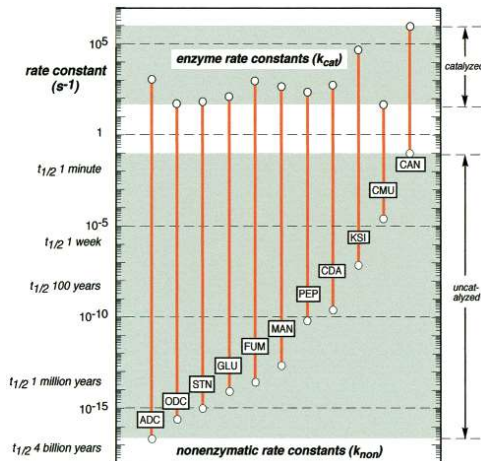 10⁵
enzyme rate constants (k_cat)
rate constant
(s-1)
catalyzed
1
t₁/₂ 1 minute
CAN
CMU
10⁻⁵
t₁/₂ 1 week
KSI
CDA
t₁/₂ 100 years
PEP
10⁻¹⁰
MAN
FUM
uncat-
alyzed
GLU
t₁/₂ 1 million years
STN
ODC
10⁻¹⁵
ADC
t₁/₂ 4 billion years
nonenzymatic rate constants (k_non)